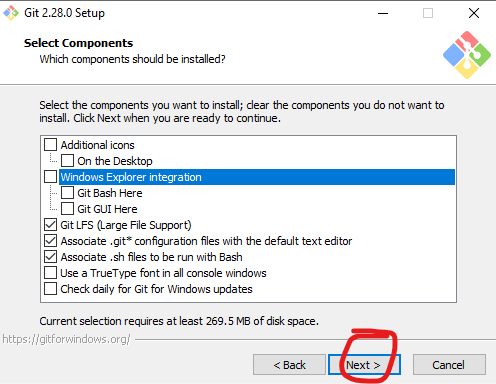 Git 2.28.0 Setup
Select Components
Which components should be installed?
Select the components you want to install; clear the components you do not want to
install. Click Next when you are ready to continue.
Additional icons
On the Desktop
Windows Explorer integration
Git Bash Here
Git GUI Here
Git LFS (Large File Support)
Associate .git* configuration files with the default text editor
Associate .sh files to be run with Bash
Use a TrueType font in all console windows
Check daily for Git for Windows updates
Current selection requires at least 269.5 MB of disk space.
https://gitforwindows.org/
< Back
Next >
Cancel